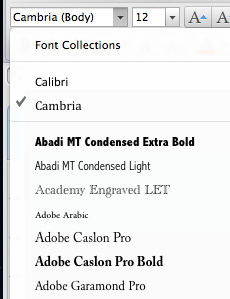 Cambria (Body) 12 A A
Font Collections
Calibri
Cambria
Abadi MT Condensed Extra Bold
Abadi MT Condensed Light
Academy Engraved LET
Adobe Arabic
Adobe Caslon Pro
Adobe Caslon Pro Bold
Adobe Garamond Pro